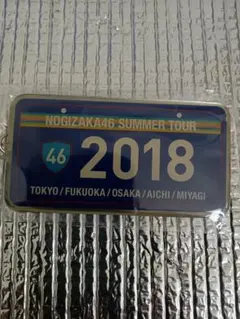 NOGIZAKA46 SUMMER TOUR
46 2018
TOKYO/FUKUOKA/OSAKA/AICHI/MIYAGI